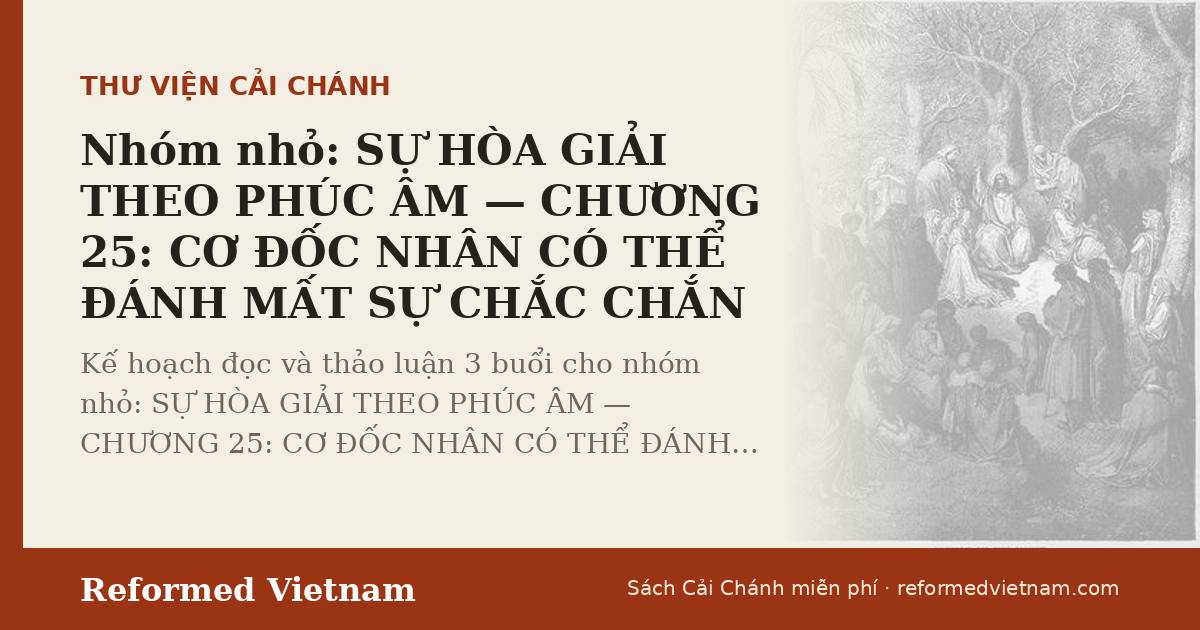 THƯ VIỆN CẢI CHÁNH
Nhóm nhỏ: SỰ HÒA GIẢI
THEO PHÚC ÂM — CHƯƠNG
25: CƠ ĐỐC NHÂN CÓ THỂ
ĐÁNH MẤT SỰ CHẮC CHẮN
Kế hoạch đọc và thảo luận 3 buổi cho nhóm
nhỏ: SỰ HÒA GIẢI THEO PHÚC ÂM —
CHƯƠNG 25: CƠ ĐỐC NHÂN CÓ THỂ ĐÁNH...
Reformed Vietnam
Sách Cải Chánh miễn phí · reformedvietnam.com